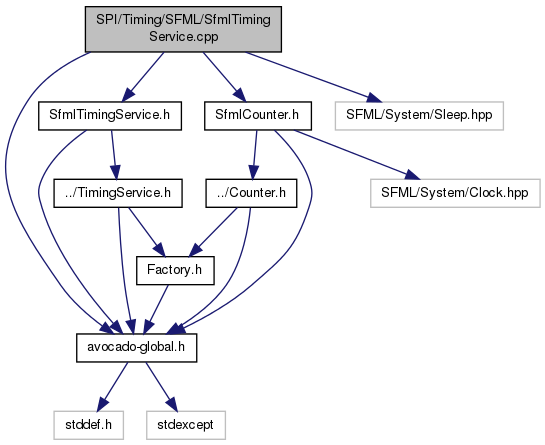 SPI/Timing/SFML/SfmlTiming
Service.cpp
SfmlTimingService.h
SfmlCounter.h
SFML/System/Sleep.hpp
../TimingService.h
../Counter.h
SFML/System/Clock.hpp
Factory.h
avocado-global.h
stddef.h
stdexcept